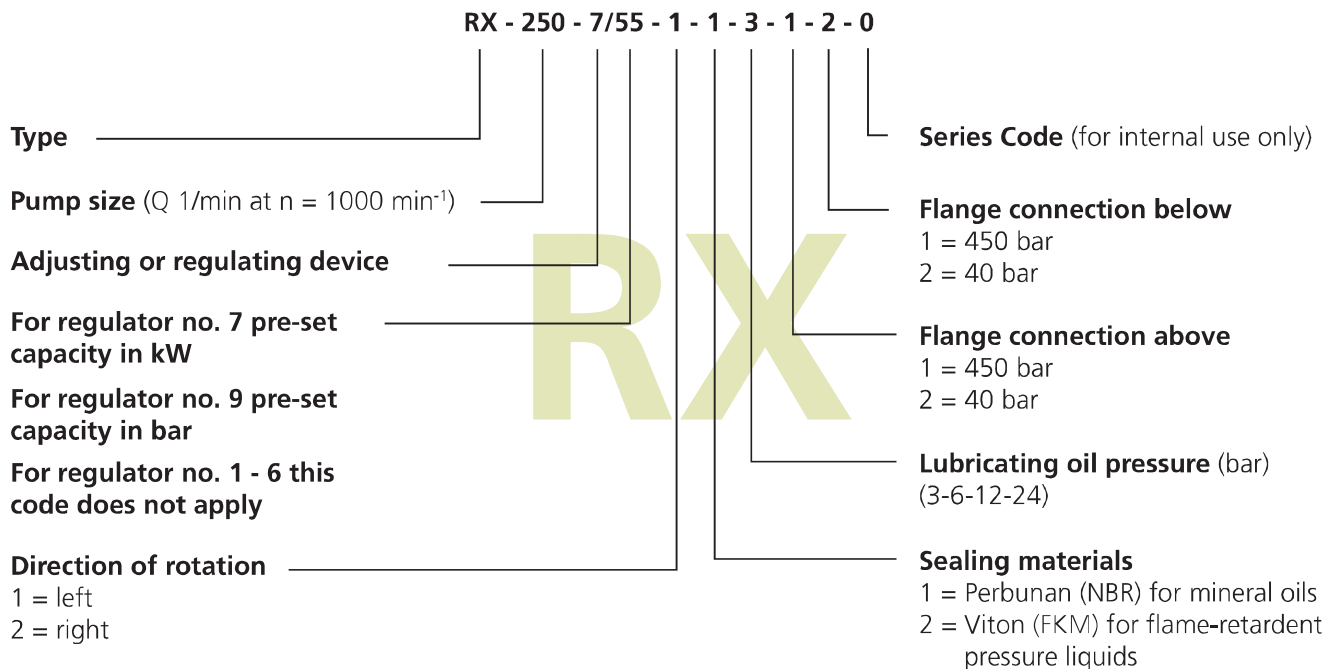 RX - 250 - 7/55 - 1 - 1 - 3 - 1 - 2 - 0
Type
Pump size (Q 1/min at n = 1000 min⁻¹)
Adjusting or regulating device
For regulator no. 7 pre-set
capacity in kW
For regulator no. 9 pre-set
capacity in bar
For regulator no. 1 - 6 this
code does not apply
Direction of rotation
1 = left
2 = right
RX
Series Code (for internal use only)
Flange connection below
1 = 450 bar
2 = 40 bar
Flange connection above
1 = 450 bar
2 = 40 bar
Lubricating oil pressure (bar)
(3-6-12-24)
Sealing materials
1 = Perbunan (NBR) for mineral oils
2 = Viton (FKM) for flame-retardent
pressure liquids